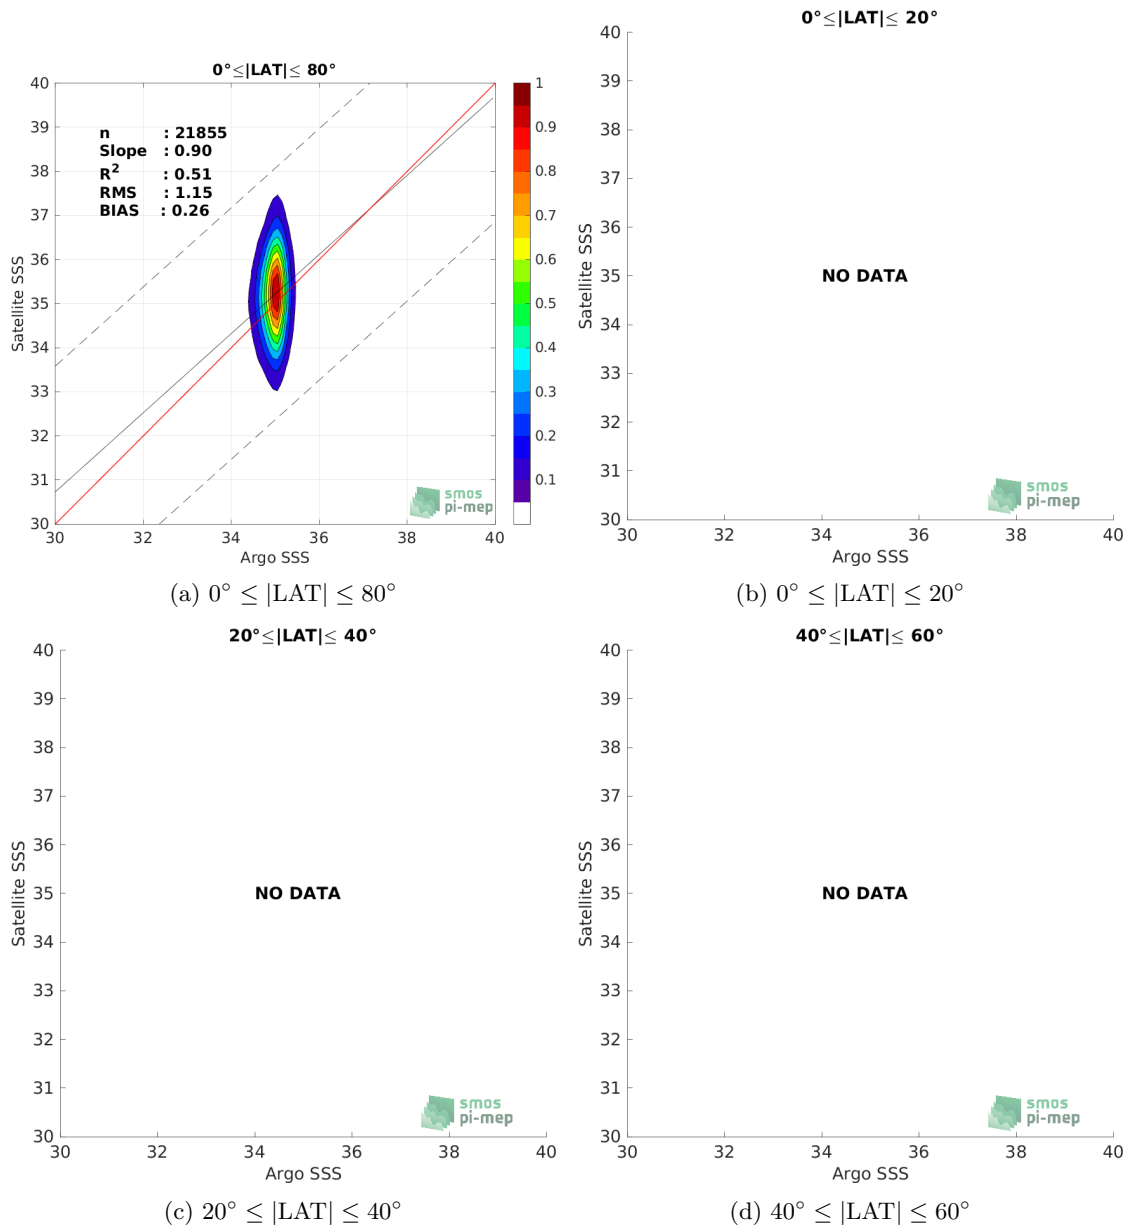 0°≤|LAT|≤ 80°
40
39
38
37
36
35
34
33
32
31
30
Satellite SSS
n : 21855
Slope : 0.90
R² : 0.51
RMS : 1.15
BIAS : 0.26
smos
pi-mep
30 32 34 36 38 40
Argo SSS
1
0.9
0.8
0.7
0.6
0.5
0.4
0.3
0.2
0.1
(a) 0° ≤ |LAT| ≤ 80°
0°≤|LAT|≤ 20°
40
39
38
37
36
35
34
33
32
31
30
Satellite SSS
NO DATA
smos
pi-mep
30 32 34 36 38 40
Argo SSS
(b) 0° ≤ |LAT| ≤ 20°
20°≤|LAT|≤ 40°
40
39
38
37
36
35
34
33
32
31
30
Satellite SSS
NO DATA
smos
pi-mep
30 32 34 36 38 40
Argo SSS
(c) 20° ≤ |LAT| ≤ 40°
40°≤|LAT|≤ 60°
40
39
38
37
36
35
34
33
32
31
30
Satellite SSS
NO DATA
smos
pi-mep
30 32 34 36 38 40
Argo SSS
(d) 40° ≤ |LAT| ≤ 60°